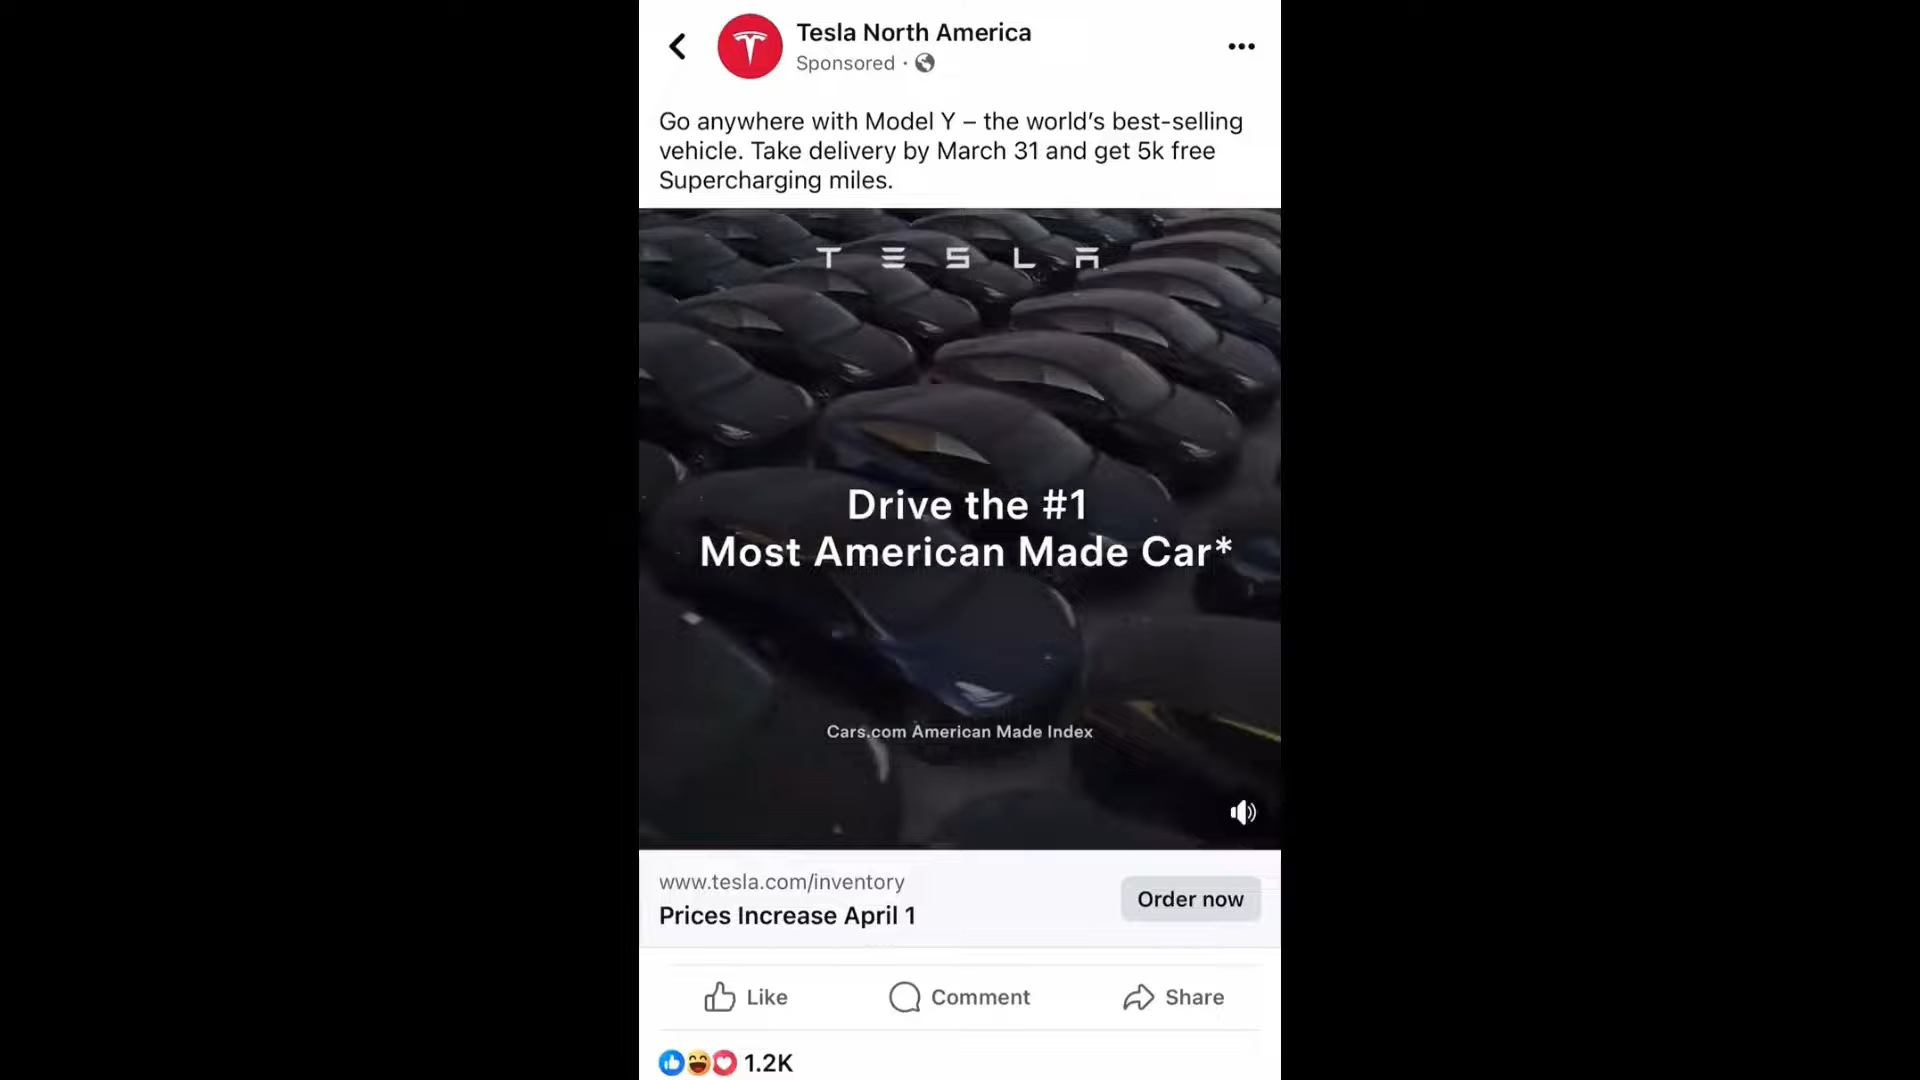 Tesla North America
Sponsored ·
Go anywhere with Model Y – the world's best-selling
vehicle. Take delivery by March 31 and get 5k free
Supercharging miles.
TESLA
Drive the #1
Most American Made Car*
Cars.com American Made Index
www.tesla.com/inventory
Prices Increase April 1
Order now
Like
Comment
Share
1.2K